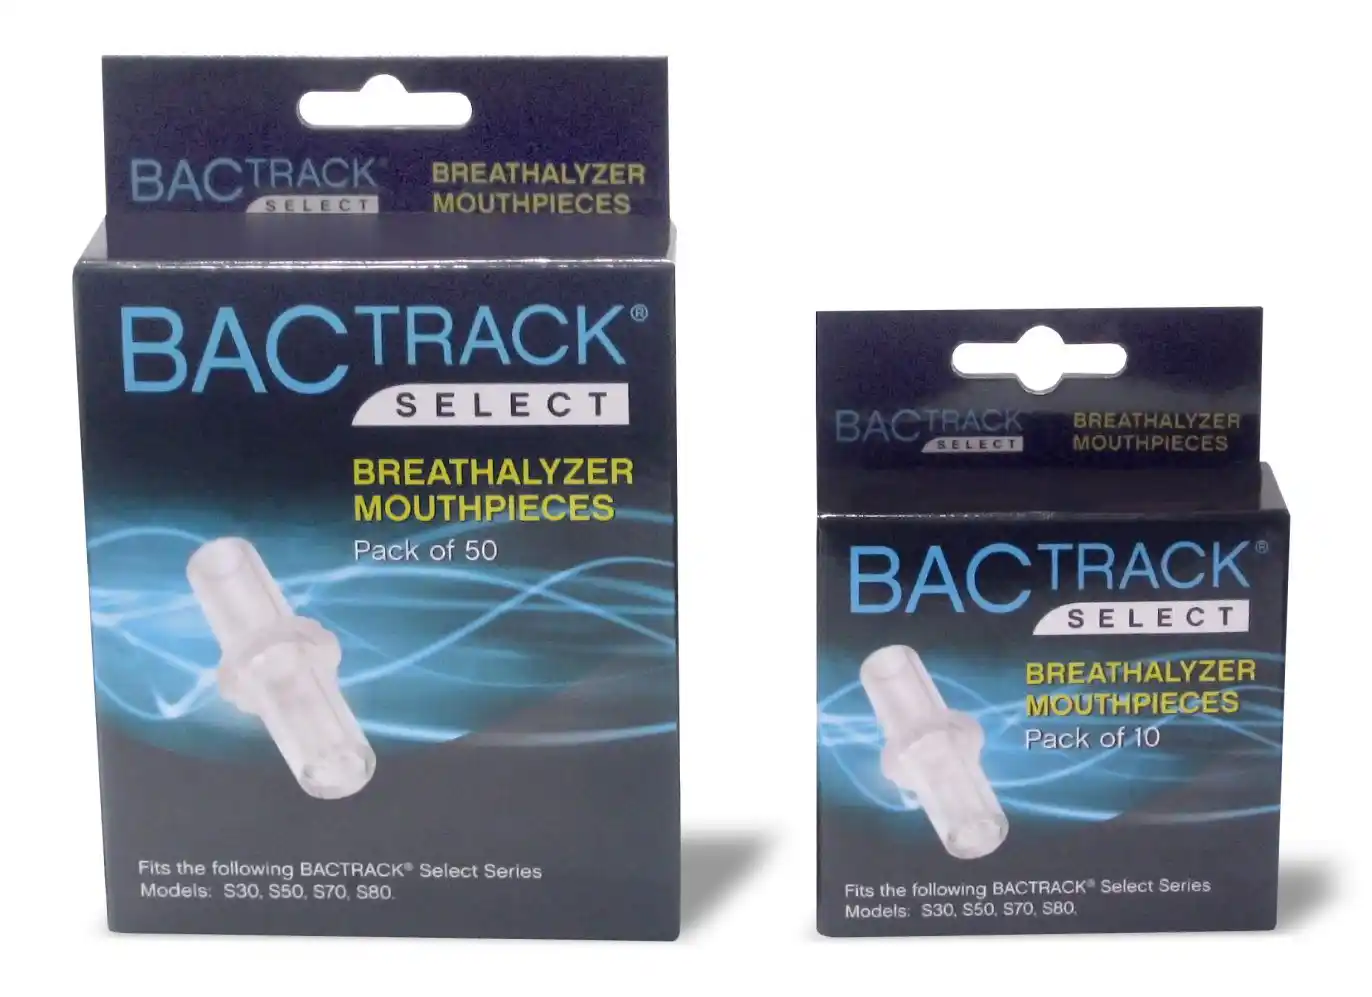 BACTRACK®
SELECT
BREATHALYZER
MOUTHPIECES
BACTRACK®
SELECT
BREATHALYZER
MOUTHPIECES
Pack of 50
Fits the following BACTRACK® Select Series
Models: S30, S50, S70, S80.
BACTRACK
SELECT
BREATHALYZER
MOUTHPIECES
BACTRACK®
SELECT
BREATHALYZER
MOUTHPIECES
Pack of 10
Fits the following BACTRACK® Select Series
Models: S30, S50, S70, S80.